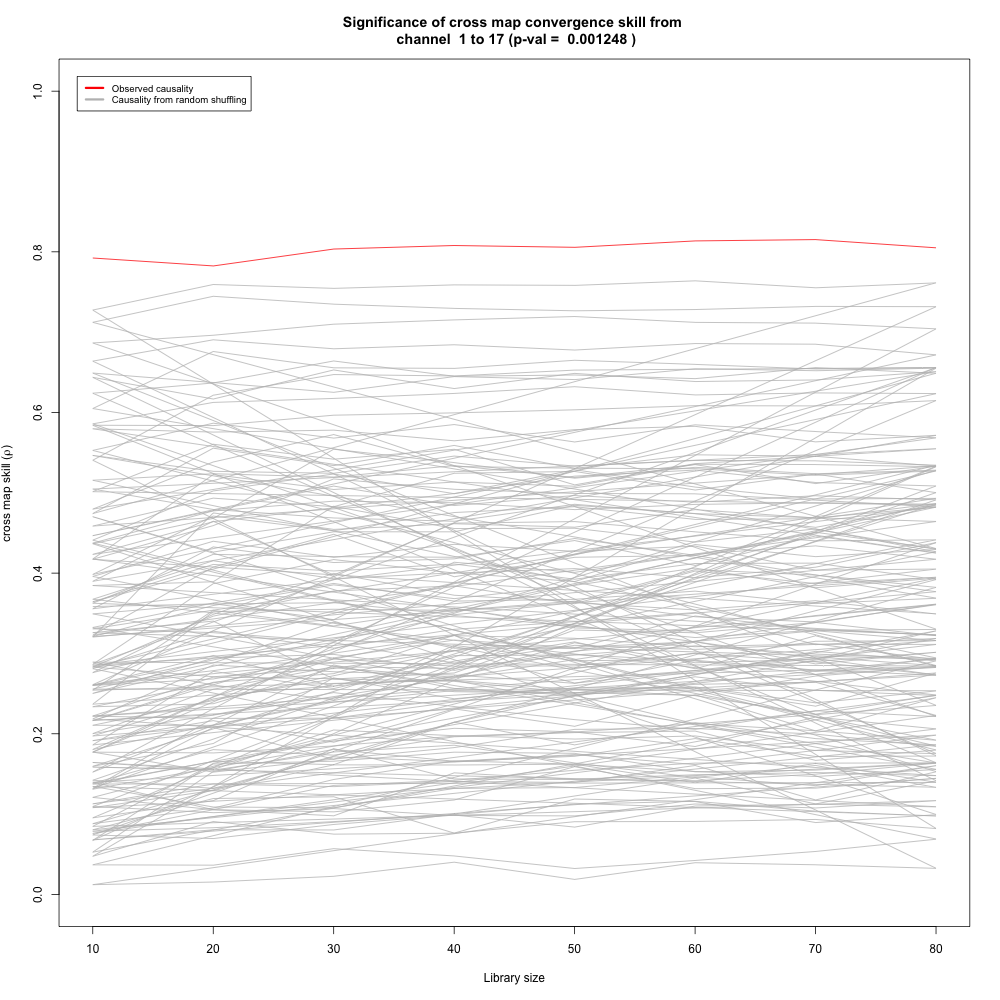 Significance of cross map convergence skill from
channel  1 to 17 (p-val =  0.001248 )
Observed causality
Causality from random shuffling
cross map skill (ρ)
1.0
0.8
0.6
0.4
0.2
0.0
10 20 30 40 50 60 70 80
Library size